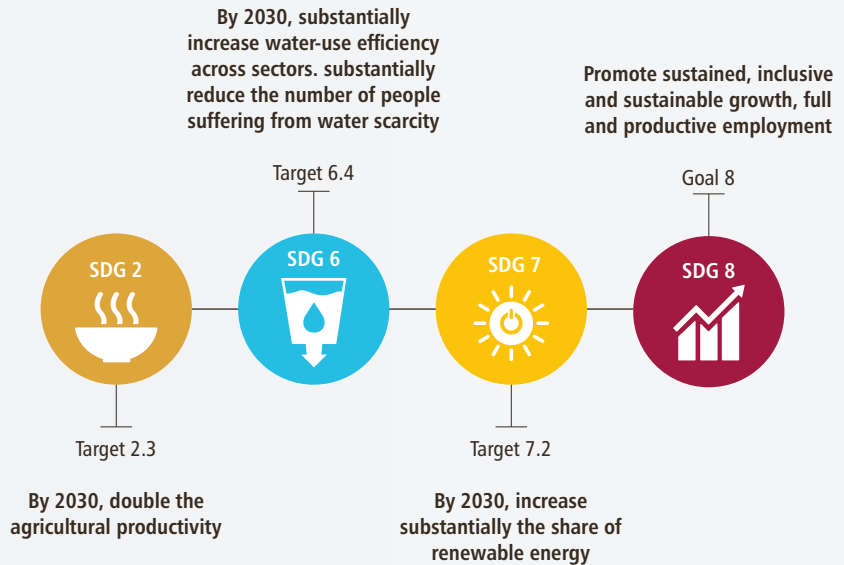 By 2030, substantially
increase water-use efficiency
across sectors. substantially
reduce the number of people
suffering from water scarcity
Promote sustained, inclusive
and sustainable growth, full
and productive employment
Target 6.4
Goal 8
SDG 2
SDG 6
SDG 7
SDG 8
Target 2.3
Target 7.2
By 2030, double the
agricultural productivity
By 2030, increase
substantially the share of
renewable energy